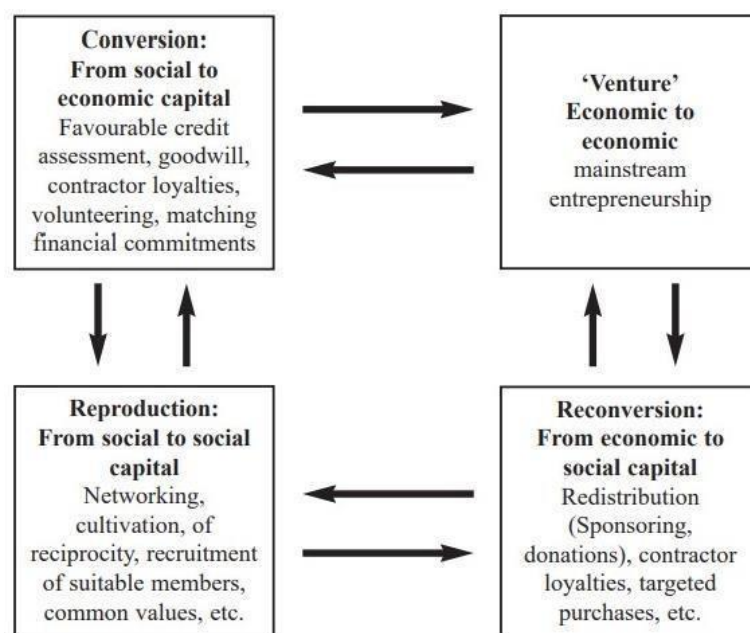 Conversion:
From social to
economic capital
Favourable credit
assessment, goodwill,
contractor loyalties,
volunteering, matching
financial commitments
‘Venture’
Economic to
economic
mainstream
entrepreneurship
Reproduction:
From social to social
capital
Networking,
cultivation, of
reciprocity, recruitment
of suitable members,
common values, etc.
Reconversion:
From economic to
social capital
Redistribution
(Sponsoring,
donations), contractor
loyalties, targeted
purchases, etc.